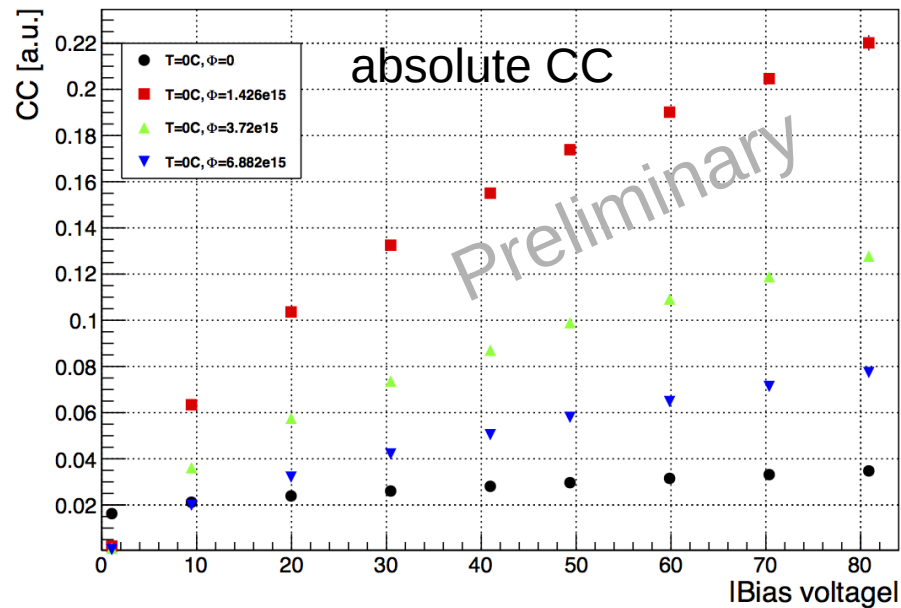 absolute CC
CC [a.u.]
T=0C, Φ=0
T=0C, Φ=1.426e15
T=0C, Φ=3.72e15
T=0C, Φ=6.882e15
Preliminary
0.22
0.2
0.18
0.16
0.14
0.12
0.1
0.08
0.06
0.04
0.02
0 10 20 30 40 50 60 70 80
|Bias voltage|